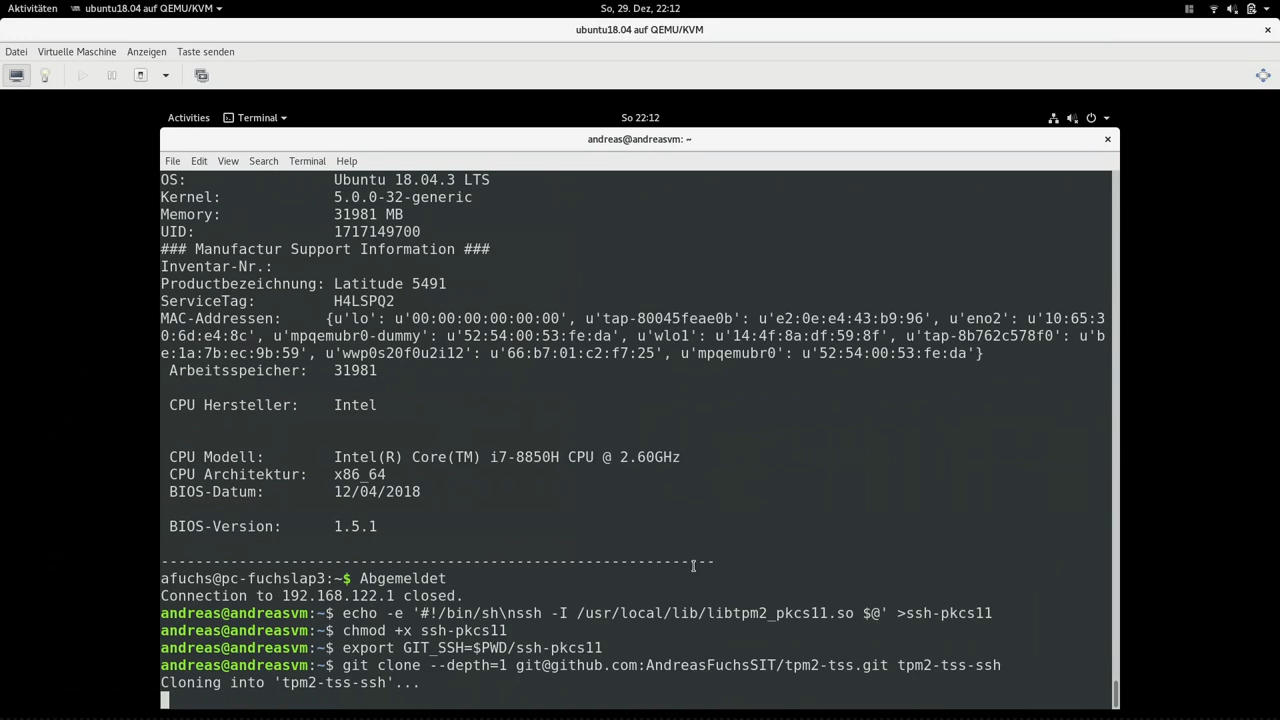 Aktivitäten
ubuntu18.04 auf QEMU/KVM
So, 29. Dez, 22:12
ubuntu18.04 auf QEMU/KVM
Datei Virtuelle Maschine Anzeigen Taste senden
Activities Terminal So 22:12
andreas@andreasvm: ~
File Edit View Search Terminal Help
OS: Ubuntu 18.04.3 LTS
Kernel: 5.0.0-32-generic
Memory: 31981 MB
UID: 1717149700
### Manufactur Support Information ###
Inventar-Nr.:
Productbezeichnung: Latitude 5491
ServiceTag: H4LSPQ2
MAC-Addressen: {u'lo': u'00:00:00:00:00:00', u'tap-80045feae0b': u'e2:0e:e4:43:b9:96', u'eno2': u'10:65:3
0:6d:e4:8c', u'mpqemubr0-dummy': u'52:54:00:53:fe:da', u'wlo1': u'14:4f:8a:df:59:8f', u'tap-8b762c578f0': u'b
e:1a:7b:ec:9b:59', u'wwp0s20f0u2i12': u'66:b7:01:c2:f7:25', u'mpqemubr0': u'52:54:00:53:fe:da'}
Arbeitsspeicher: 31981
CPU Hersteller: Intel
CPU Modell: Intel(R) Core(TM) i7-8850H CPU @ 2.60GHz
CPU Architektur: x86_64
BIOS-Datum: 12/04/2018
BIOS-Version: 1.5.1
----------------------------------------------------------------
afuchs@pc-fuchslap3:~$ Abgemeldet
Connection to 192.168.122.1 closed.
andreas@andreasvm:~$ echo -e '#!/bin/sh\nssh -I /usr/local/lib/libtpm2_pkcs11.so $@' >ssh-pkcs11
andreas@andreasvm:~$ chmod +x ssh-pkcs11
andreas@andreasvm:~$ export GIT_SSH=$PWD/ssh-pkcs11
andreas@andreasvm:~$ git clone --depth=1 git@github.com:AndreasFuchsSIT/tpm2-tss.git tpm2-tss-ssh
Cloning into 'tpm2-tss-ssh'...